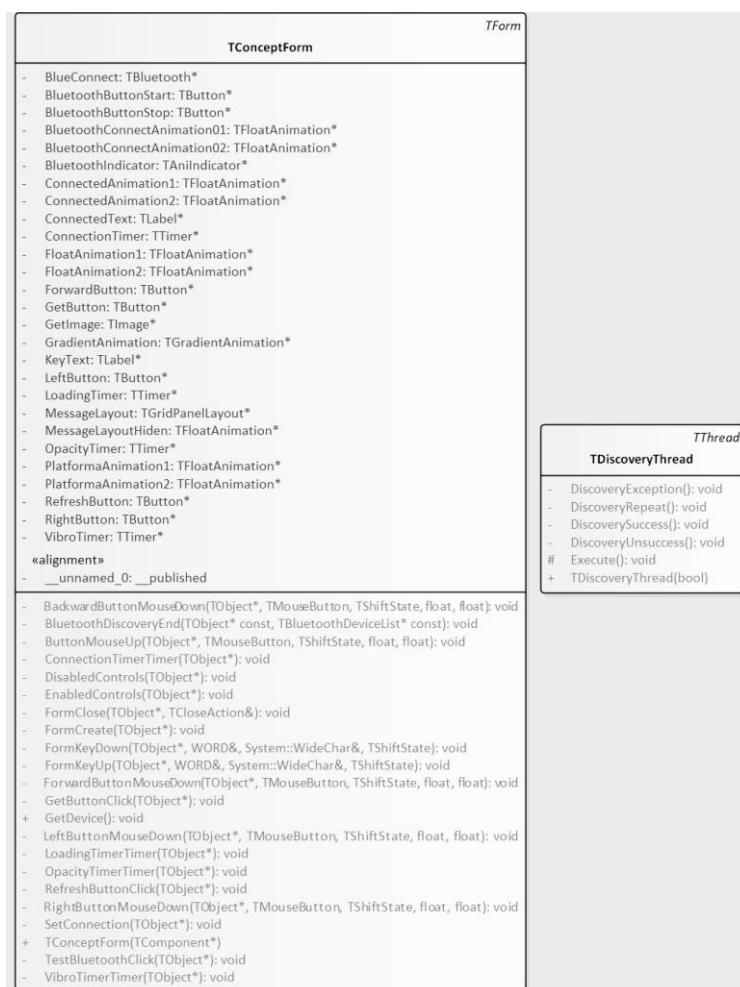 TForm
TConceptForm
- BlueConnect: TBluetooth*
- BluetoothButtonStart: TButton*
- BluetoothButtonStop: TButton*
- BluetoothConnectAnimation01: TFloatAnimation*
- BluetoothConnectAnimation02: TFloatAnimation*
- BluetoothIndicator: TAniIndicator*
- ConnectedAnimation1: TFloatAnimation*
- ConnectedAnimation2: TFloatAnimation*
- ConnectedText: TLabel*
- ConnectionTimer: TTimer*
- FloatAnimation1: TFloatAnimation*
- FloatAnimation2: TFloatAnimation*
- ForwardButton: TButton*
- GetButton: TButton*
- GetImage: TImage*
- GradientAnimation: TGradientAnimation*
- KeyText: TLabel*
- LeftButton: TButton*
- LoadingTimer: TTimer*
- MessageLayout: TGridPanelLayout*
- MessageLayoutHiden: TFloatAnimation*
- OpacityTimer: TTimer*
- PlatformaAnimation1: TFloatAnimation*
- PlatformaAnimation2: TFloatAnimation*
- RefreshButton: TButton*
- RightButton: TButton*
- VibroTimer: TTimer*
«alignment»
- __unnamed_0: __published
- BackwardButtonMouseDown(TObject*, TMouseButton, TShiftState, float, float): void
- BluetoothDiscoveryEnd(TObject* const, TBluetoothDeviceList* const): void
- ButtonMouseUp(TObject*, TMouseButton, TShiftState, float, float): void
- ConnectionTimerTimer(TObject*): void
- DisabledControls(TObject*): void
- EnabledControls(TObject*): void
- FormClose(TObject*, TCloseAction&): void
- FormCreate(TObject*): void
- FormKeyDown(TObject*, WORD&, System::WideChar&, TShiftState): void
- FormKeyUp(TObject*, WORD&, System::WideChar&, TShiftState): void
- ForwardButtonMouseDown(TObject*, TMouseButton, TShiftState, float, float): void
- GetButtonClick(TObject*): void
+ GetDevice(): void
- LeftButtonMouseDown(TObject*, TMouseButton, TShiftState, float, float): void
- LoadingTimerTimer(TObject*): void
- OpacityTimerTimer(TObject*): void
- RefreshButtonClick(TObject*): void
- RightButtonMouseDown(TObject*, TMouseButton, TShiftState, float, float): void
- SetConnection(TObject*): void
+ TConceptForm(TComponent*)
- TestBluetoothClick(TObject*): void
- VibroTimerTimer(TObject*): void
TThread
TDiscoveryThread
- DiscoveryException(): void
- DiscoveryRepeat(): void
- DiscoverySuccess(): void
- DiscoveryUnsuccess(): void
# Execute(): void
+ TDiscoveryThread(bool)